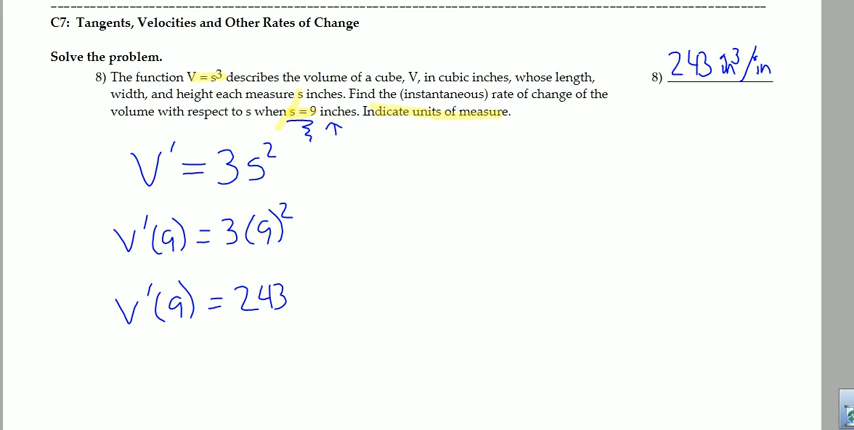 C7: Tangents, Velocities and Other Rates of Change
Solve the problem.
8) The function V = s³ describes the volume of a cube, V, in cubic inches, whose length,
width, and height each measure s inches. Find the (instantaneous) rate of change of the
volume with respect to s when s = 9 inches. Indicate units of measure.
8) 243 in³/in
V' = 3s²
V'(9) = 3(9)²
V'(9) = 243